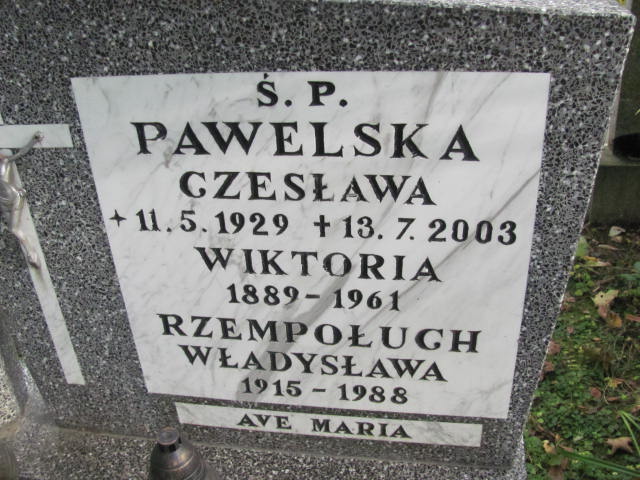 Ś. P.
PAWELSKA
CZESŁAWA
+ 11. 5. 1929 + 13. 7. 2003
WIKTORIA
1889 - 1961
RZEMPOŁUCH
WŁADYSŁAWA
1915 - 1988
AVE MARIA